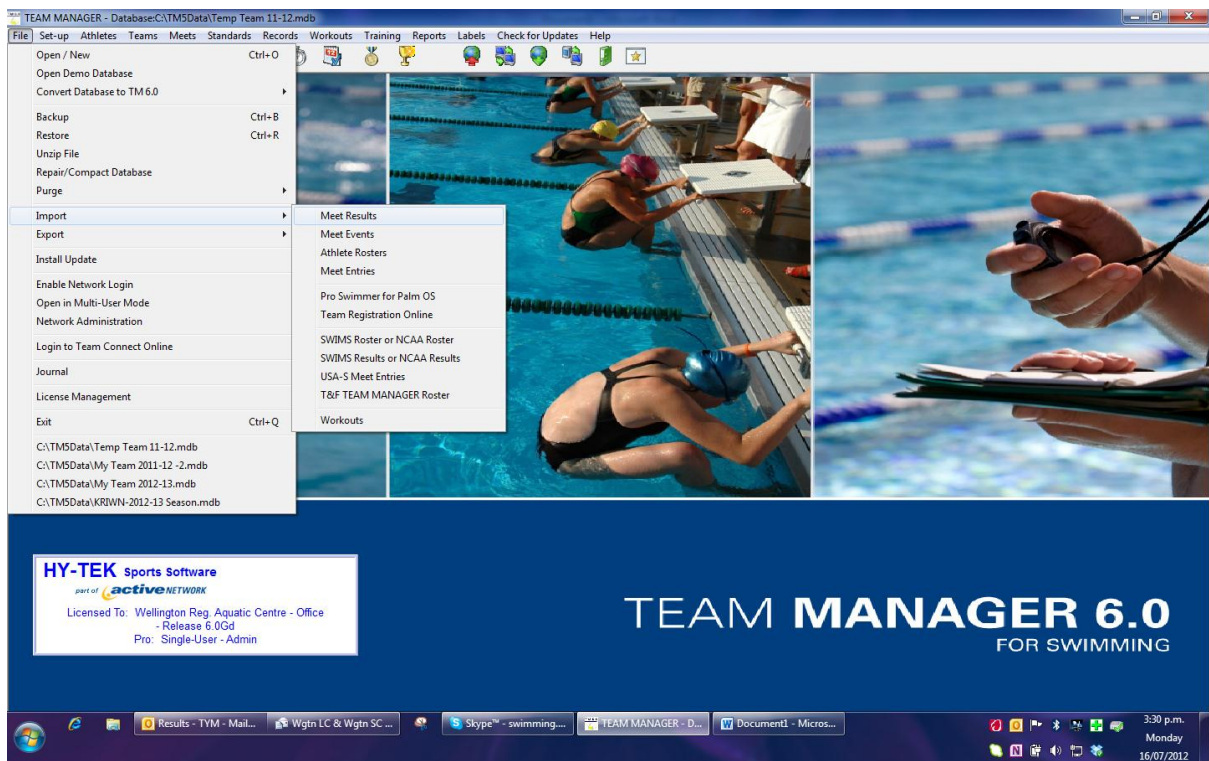 TEAM MANAGER - Database:C:\TM5Data\Temp Team 11-12.mdb
File Set-up Athletes Teams Meets Standards Records Workouts Training Reports Labels Check for Updates Help
Open / New Ctrl+O
Open Demo Database
Convert Database to TM 6.0
Backup Ctrl+B
Restore Ctrl+R
Unzip File
Repair/Compact Database
Purge
Import
Export
Install Update
Enable Network Login
Open in Multi-User Mode
Network Administration
Login to Team Connect Online
Journal
License Management
Exit Ctrl+Q
C:\TM5Data\Temp Team 11-12.mdb
C:\TM5Data\My Team 2011-12 -2.mdb
C:\TM5Data\My Team 2012-13.mdb
C:\TM5Data\KRIWN-2012-13 Season.mdb
Meet Results
Meet Events
Athlete Rosters
Meet Entries
Pro Swimmer for Palm OS
Team Registration Online
SWIMS Roster or NCAA Roster
SWIMS Results or NCAA Results
USA-S Meet Entries
T&F TEAM MANAGER Roster
Workouts
HY-TEK Sports Software
part of active NETWORK
Licensed To: Wellington Reg. Aquatic Centre - Office
- Release 6.0Gd
Pro: Single-User - Admin
TEAM MANAGER 6.0
FOR SWIMMING
Results - TYM - Mail... Wgtn LC & Wgtn SC ... Skype™ - swimming.... TEAM MANAGER - D... Document1 - Micros...
3:30 p.m.
Monday
16/07/2012